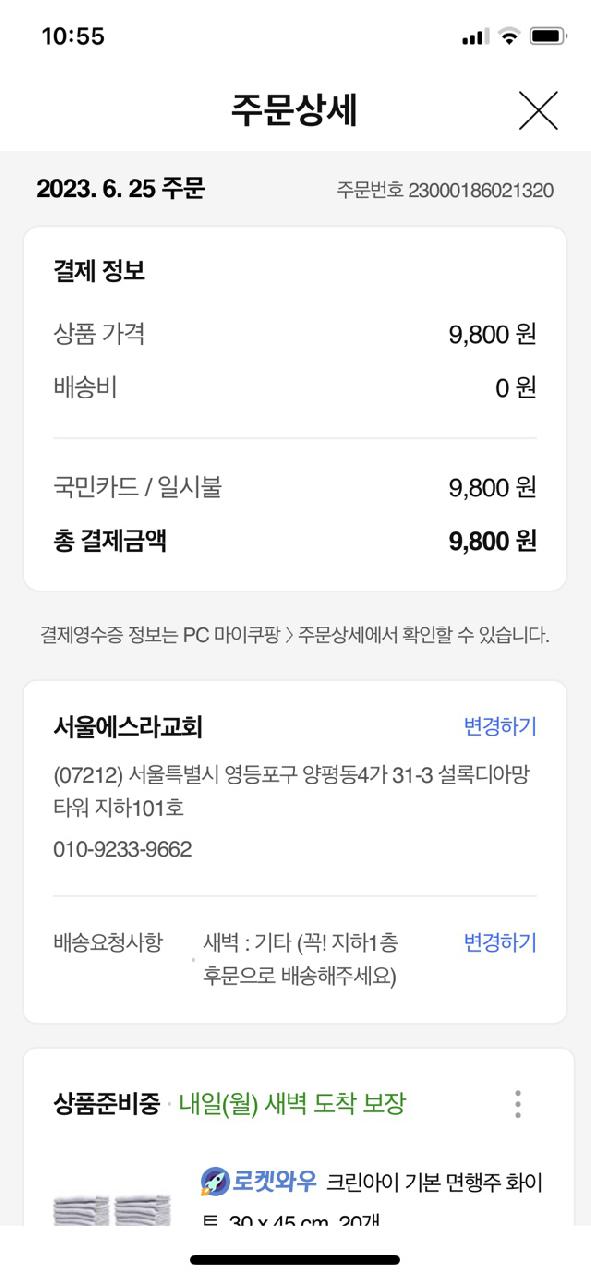 10:55
주문상세
2023. 6. 25 주문 주문번호 23000186021320
결제 정보
상품 가격 9,800 원
배송비 0 원
국민카드 / 일시불 9,800 원
총 결제금액 9,800 원
결제영수증 정보는 PC 마이쿠팡 > 주문상세에서 확인할 수 있습니다.
서울에스라교회 변경하기
(07212) 서울특별시 영등포구 양평동4가 31-3 설록디아망
타워 지하101호
010-9233-9662
배송요청사항 새벽 : 기타 (꼭! 지하1층 변경하기
후문으로 배송해주세요)
상품준비중 · 내일(월) 새벽 도착 보장
로켓와우 크린아이 기본 면행주 화이
트, 30 x 45 cm, 20개